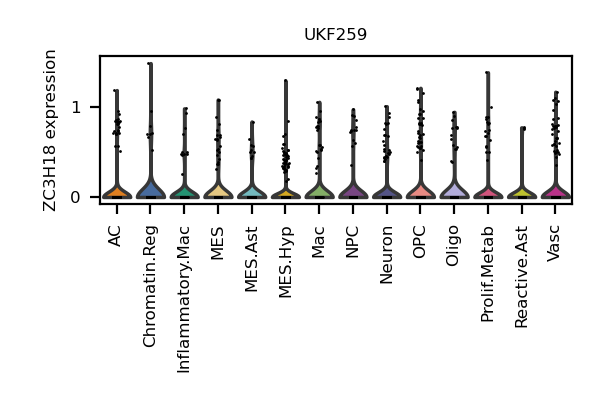 UKF259
ZC3H18 expression
1
0
AC
Chromatin.Reg
Inflammatory.Mac
MES
MES.Ast
MES.Hyp
Mac
NPC
Neuron
OPC
Oligo
Prolif.Metab
Reactive.Ast
Vasc